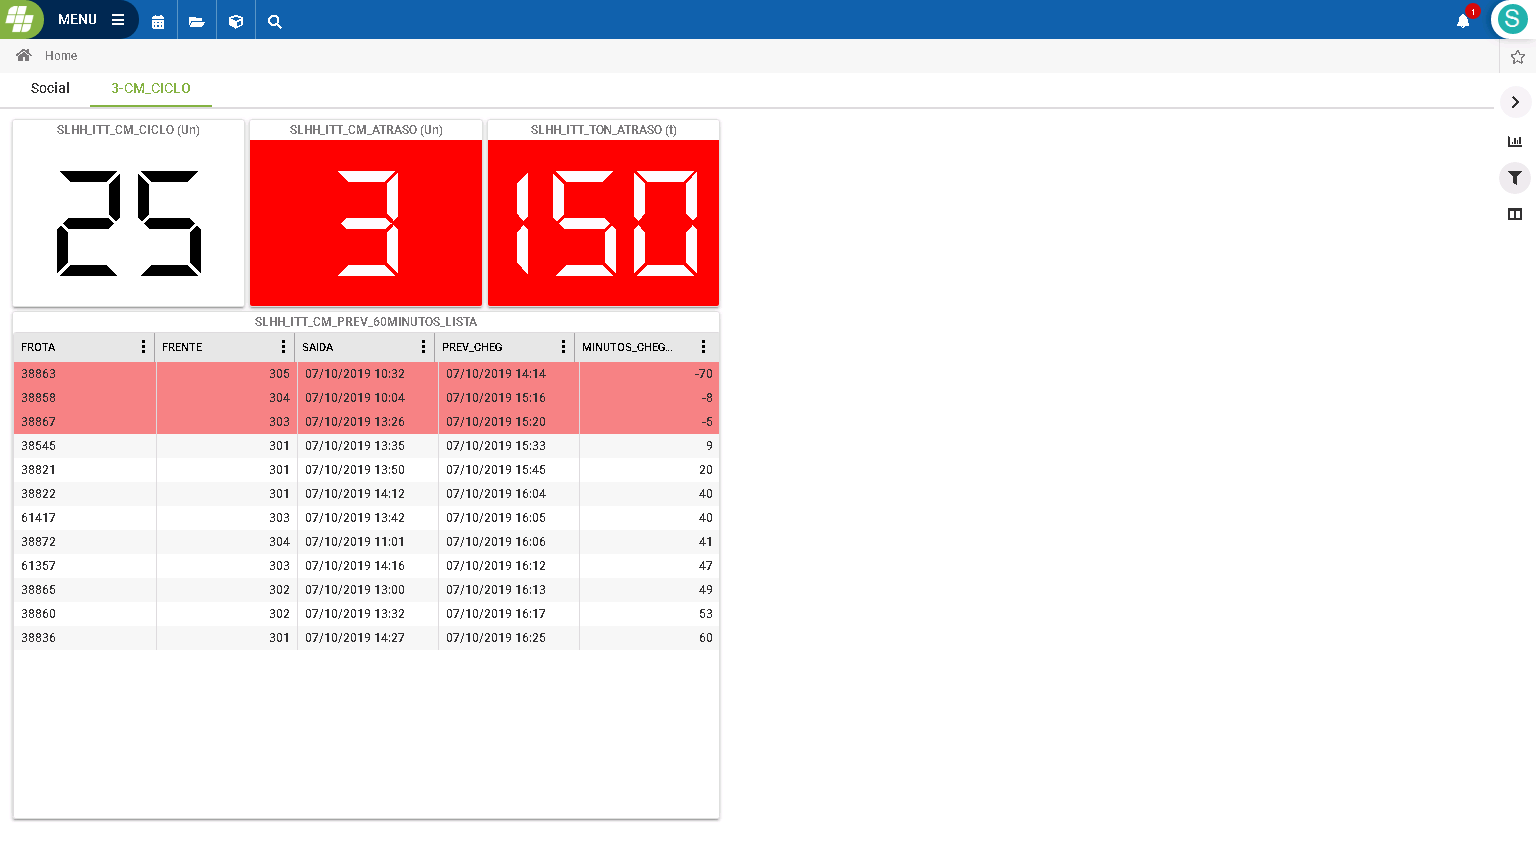 MENU
1
S
Home
Social
3-CM_CICLO
SLHH_ITT_CM_CICLO (Un)
SLHH_ITT_CM_ATRASO (Un)
SLHH_ITT_TON_ATRASO (t)
25
3
150
SLHH_ITT_CM_PREV_60MINUTOS_LISTA
FROTA FRENTE SAIDA PREV_CHEG MINUTOS_CHEG...
38863 305 07/10/2019 10:32 07/10/2019 14:14 -70
38858 304 07/10/2019 10:04 07/10/2019 15:16 -8
38867 303 07/10/2019 13:26 07/10/2019 15:20 -5
38545 301 07/10/2019 13:35 07/10/2019 15:33 9
38821 301 07/10/2019 13:50 07/10/2019 15:45 20
38822 301 07/10/2019 14:12 07/10/2019 16:04 40
61417 303 07/10/2019 13:42 07/10/2019 16:05 40
38872 304 07/10/2019 11:01 07/10/2019 16:06 41
61357 303 07/10/2019 14:16 07/10/2019 16:12 47
38865 302 07/10/2019 13:00 07/10/2019 16:13 49
38860 302 07/10/2019 13:32 07/10/2019 16:17 53
38836 301 07/10/2019 14:27 07/10/2019 16:25 60